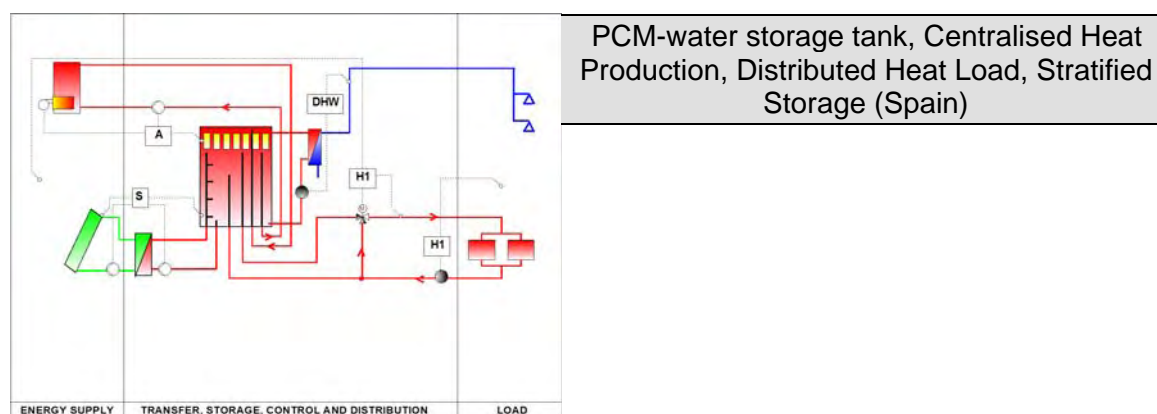 PCM-water storage tank, Centralised Heat
Production, Distributed Heat Load, Stratified
Storage (Spain)
DHW
A
H1
S
H1
ENERGY SUPPLY
TRANSFER, STORAGE, CONTROL AND DISTRIBUTION
LOAD